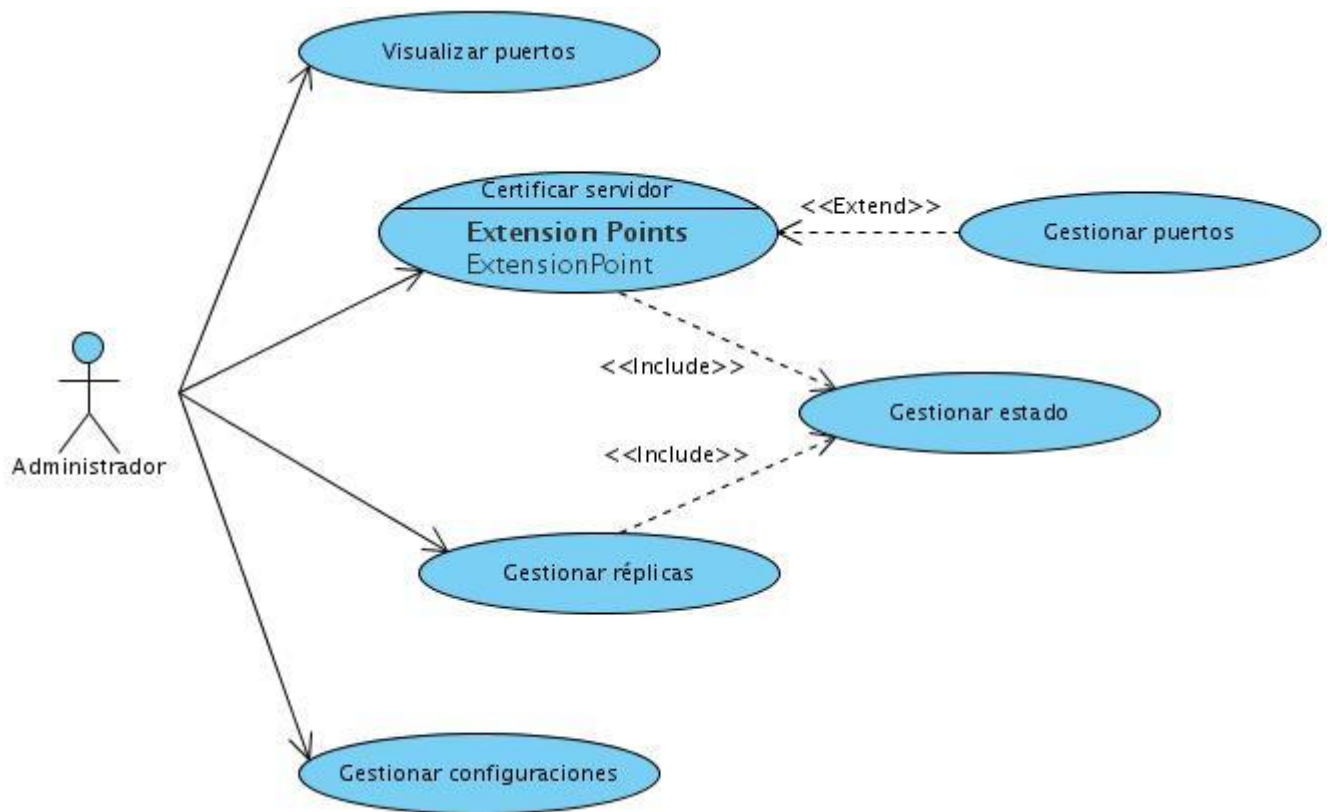 Visualizar puertos
Certificar servidor
Extension Points
ExtensionPoint
<<Extend>>
Gestionar puertos
<<Include>>
Gestionar estado
Administrador
<<Include>>
Gestionar réplicas
Gestionar configuraciones